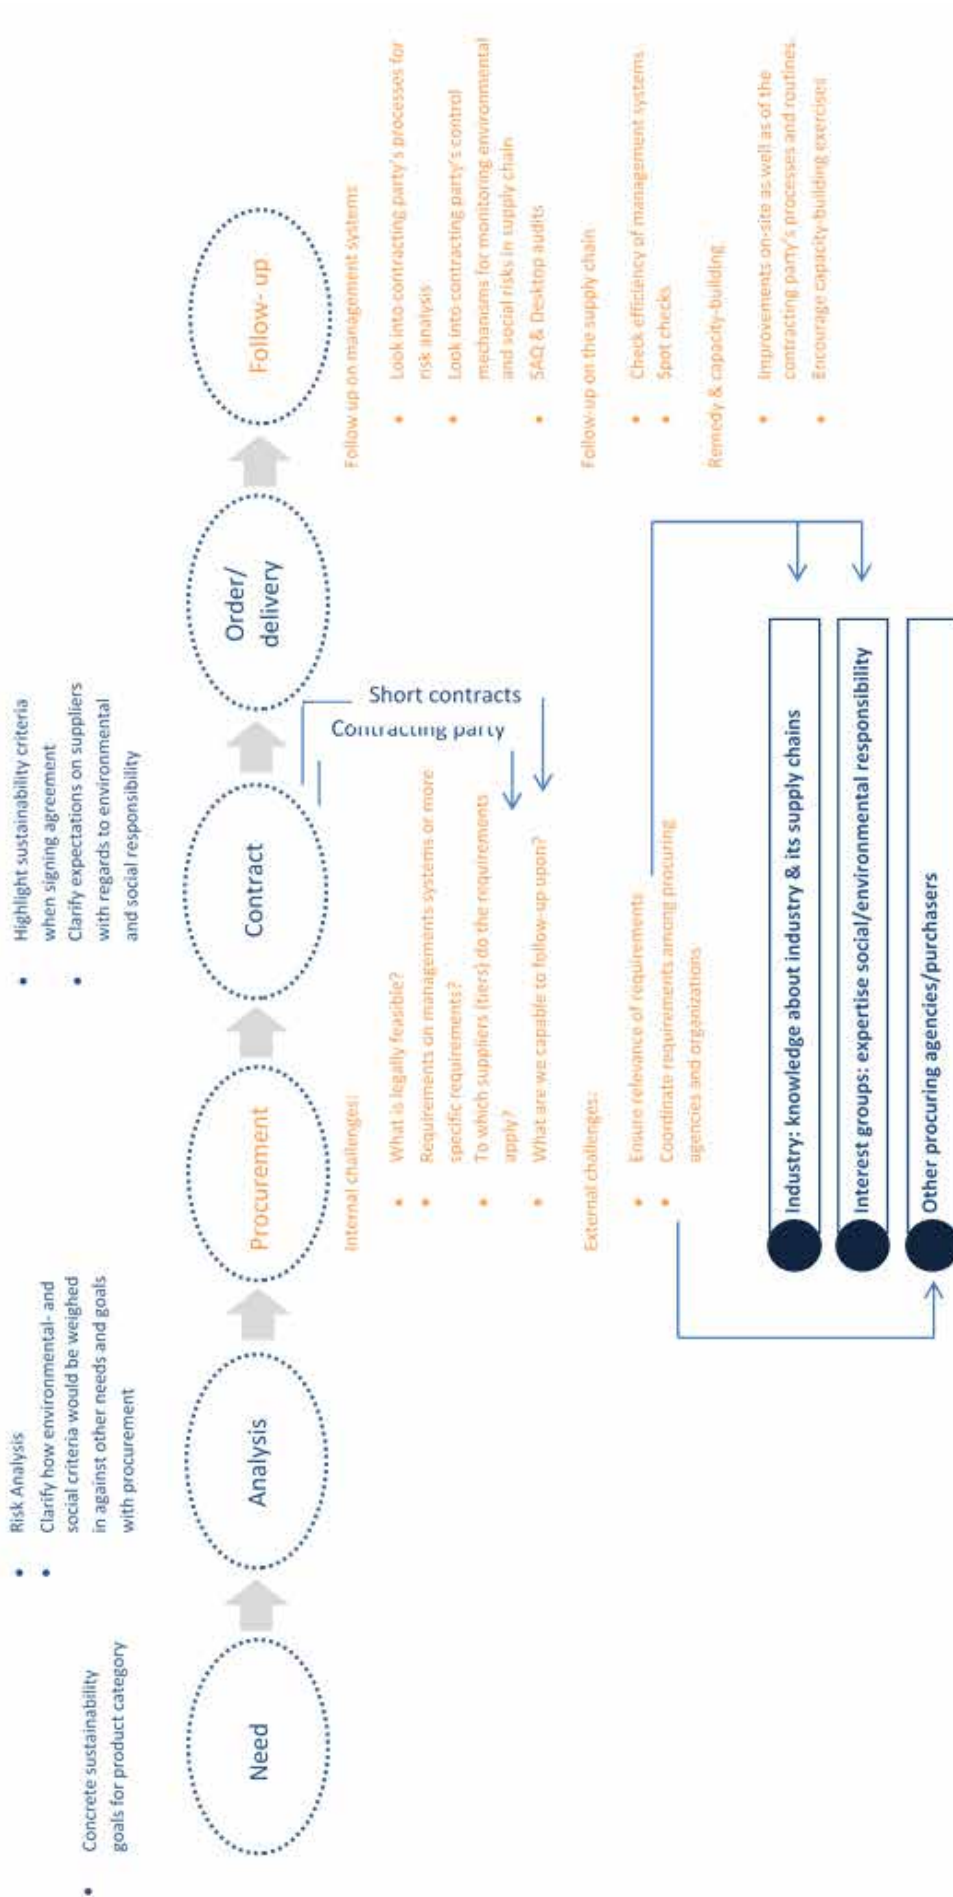 Concrete sustainability
goals for product category
Risk Analysis
Clarify how environmental- and
social criteria would be weighed
in against other needs and goals
with procurement
Highlight sustainability criteria
when signing agreement
Clarify expectations on suppliers
with regards to environmental
and social responsibility
Need
Analysis
Procurement
Contract
Order/
delivery
Follow- up
Internal challenges:
What is legally feasible?
Requirements on managements systems or more
specific requirements?
To which suppliers (tiers) do the requirements
apply?
What are we capable to follow-up upon?
External challenges:
Ensure relevance of requirements
Coordinate requirements among procuring
agencies and organizations
Short contracts
Contracting party
Follow up on management systems
Look into contracting party's processes for
risk analysis
Look into contracting party's control
mechanisms for monitoring environmental
and social risks in supply chain
SAQ & Desktop audits
Follow-up on the supply chain
Check efficiency of management systems
Spot checks
Remedy & capacity-building
Improvements on-site as well as of the
contracting party's processes and routines
Encourage capacity-building exercises
Industry: knowledge about industry & its supply chains
Interest groups: expertise social/environmental responsibility
Other procuring agencies/purchasers